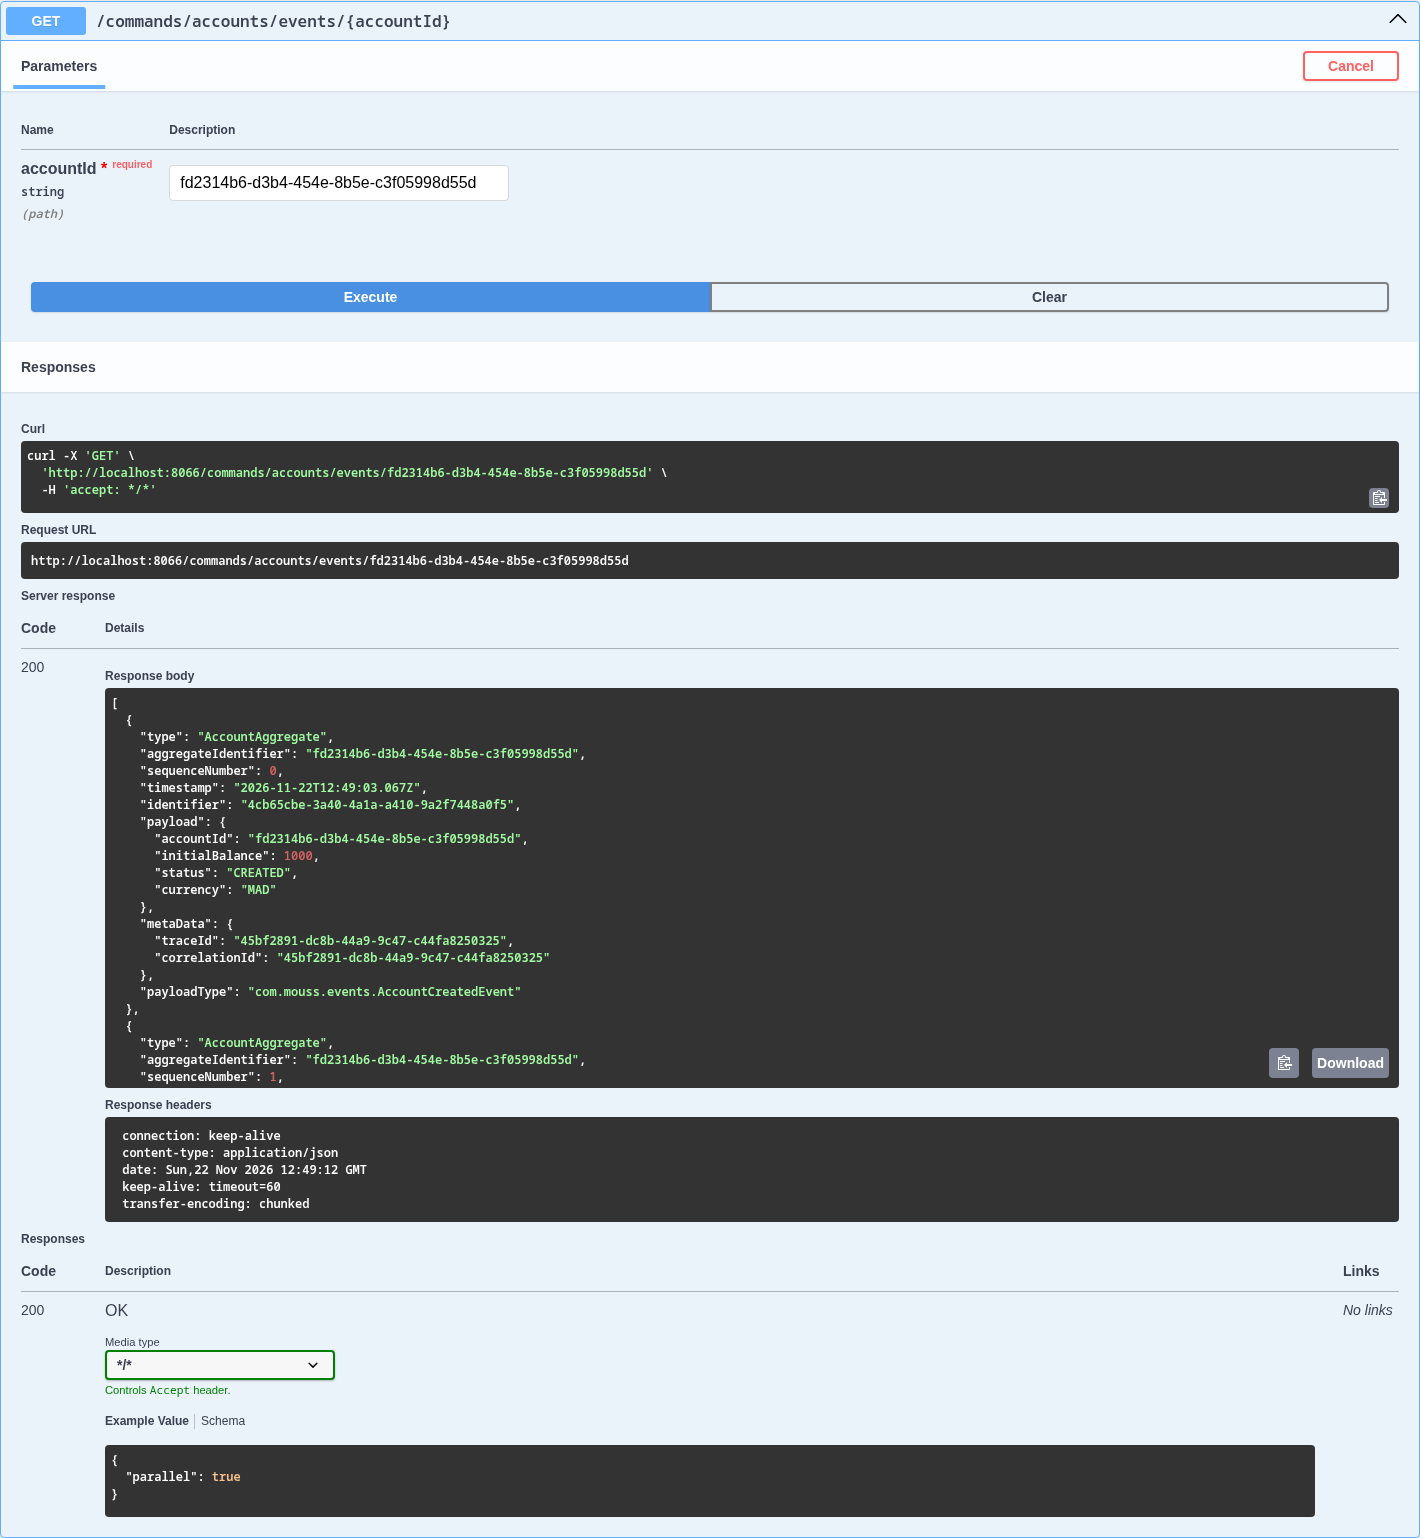 GET /commands/accounts/events/{accountId}
Parameters
Cancel
Name Description
accountId * required
string
(path)
fd2314b6-d3b4-454e-8b5e-c3f05998d55d
Execute Clear
Responses
Curl
curl -X 'GET' \
  'http://localhost:8066/commands/accounts/events/fd2314b6-d3b4-454e-8b5e-c3f05998d55d' \
  -H 'accept: */*'
Request URL
http://localhost:8066/commands/accounts/events/fd2314b6-d3b4-454e-8b5e-c3f05998d55d
Server response
Code Details
200
Response body
[
  {
    "type": "AccountAggregate",
    "aggregateIdentifier": "fd2314b6-d3b4-454e-8b5e-c3f05998d55d",
    "sequenceNumber": 0,
    "timestamp": "2026-11-22T12:49:03.067Z",
    "identifier": "4cb65cbe-3a40-4a1a-a410-9a2f7448a0f5",
    "payload": {
      "accountId": "fd2314b6-d3b4-454e-8b5e-c3f05998d55d",
      "initialBalance": 1000,
      "status": "CREATED",
      "currency": "MAD"
    },
    "metaData": {
      "traceId": "45bf2891-dc8b-44a9-9c47-c44fa8250325",
      "correlationId": "45bf2891-dc8b-44a9-9c47-c44fa8250325"
    },
    "payloadType": "com.mouss.events.AccountCreatedEvent"
  },
  {
    "type": "AccountAggregate",
    "aggregateIdentifier": "fd2314b6-d3b4-454e-8b5e-c3f05998d55d",
    "sequenceNumber": 1,
Download
Response headers
connection: keep-alive
content-type: application/json
date: Sun,22 Nov 2026 12:49:12 GMT
keep-alive: timeout=60
transfer-encoding: chunked
Responses
Code Description Links
200 OK No links
Media type
*/*
Controls Accept header.
Example Value Schema
{
  "parallel": true
}